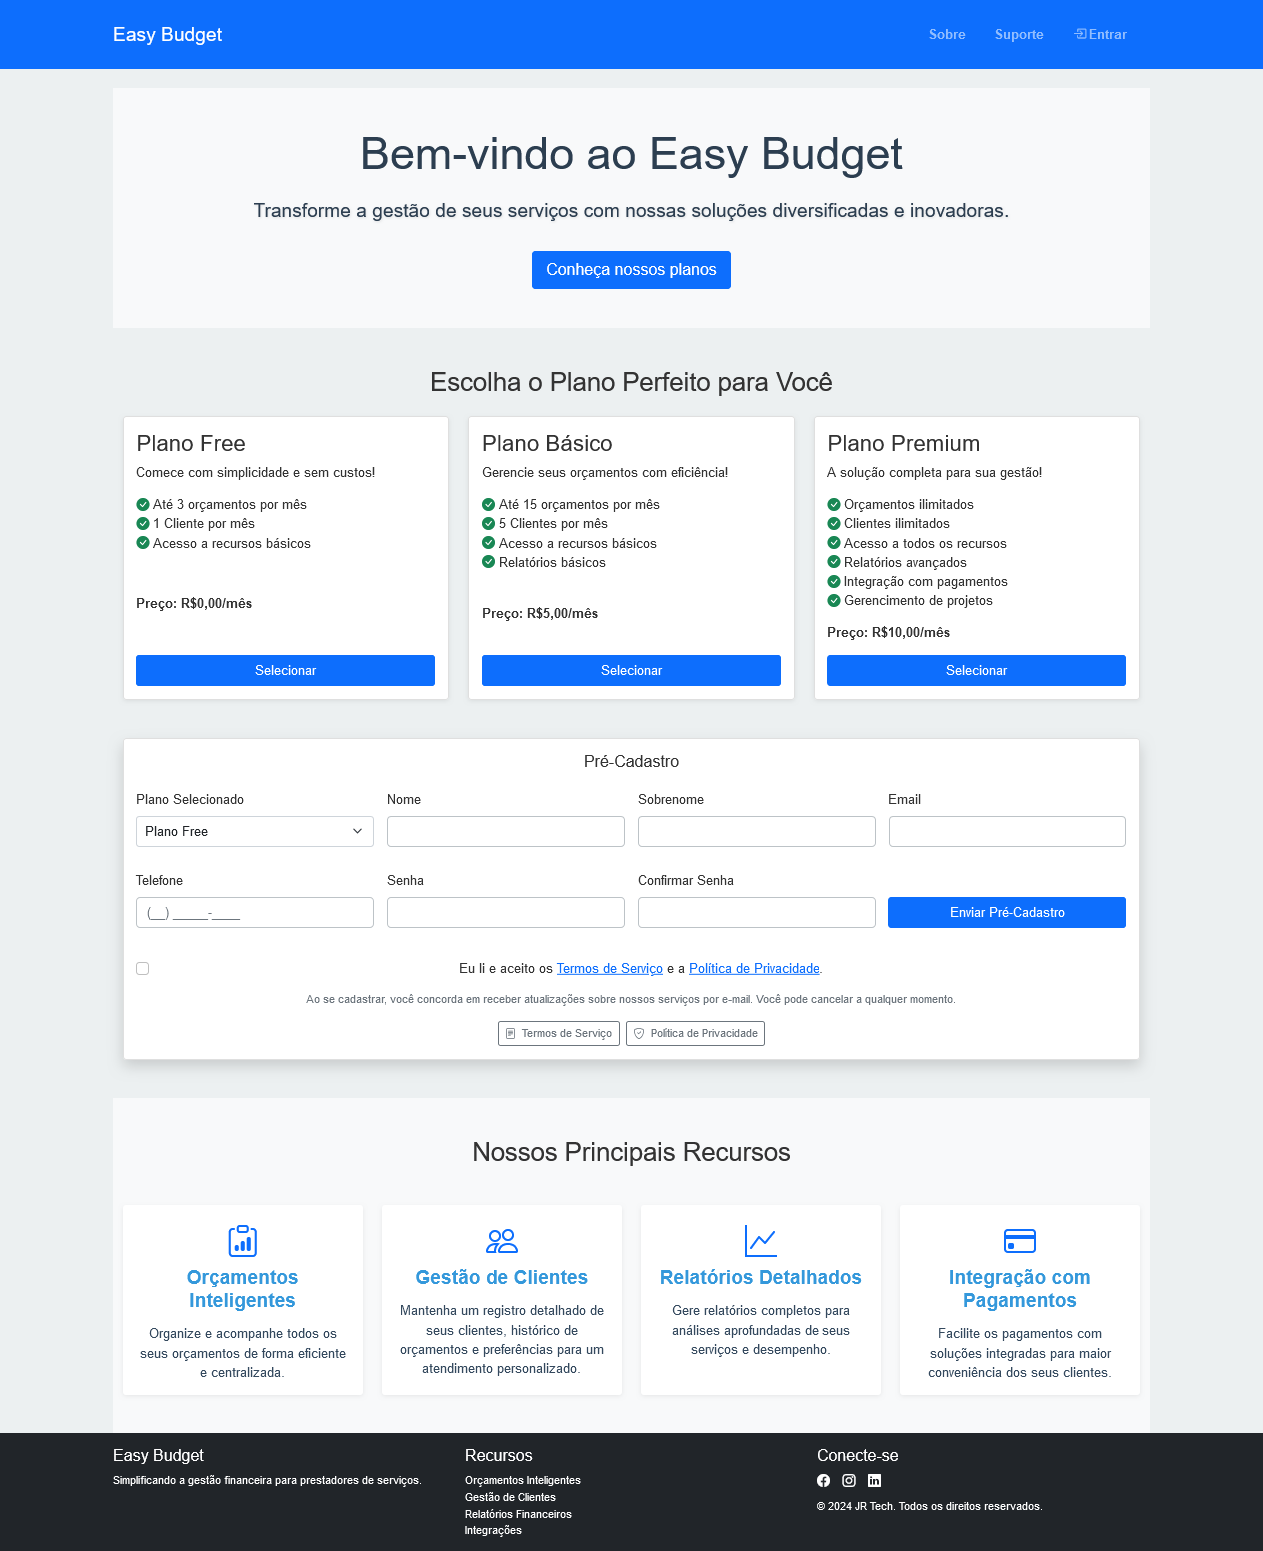 Easy Budget
Sobre
Suporte
Entrar
Bem-vindo ao Easy Budget
Transforme a gestão de seus serviços com nossas soluções diversificadas e inovadoras.
Conheça nossos planos
Escolha o Plano Perfeito para Você
Plano Free
Comece com simplicidade e sem custos!
Até 3 orçamentos por mês
1 Cliente por mês
Acesso a recursos básicos
Preço: R$0,00/mês
Selecionar
Plano Básico
Gerencie seus orçamentos com eficiência!
Até 15 orçamentos por mês
5 Clientes por mês
Acesso a recursos básicos
Relatórios básicos
Preço: R$5,00/mês
Selecionar
Plano Premium
A solução completa para sua gestão!
Orçamentos ilimitados
Clientes ilimitados
Acesso a todos os recursos
Relatórios avançados
Integração com pagamentos
Gerencimento de projetos
Preço: R$10,00/mês
Selecionar
Pré-Cadastro
Plano Selecionado
Plano Free
Nome
Sobrenome
Email
Telefone
(__) _____-____
Senha
Confirmar Senha
Enviar Pré-Cadastro
Eu li e aceito os Termos de Serviço e a Política de Privacidade.
Ao se cadastrar, você concorda em receber atualizações sobre nossos serviços por e-mail. Você pode cancelar a qualquer momento.
Termos de Serviço
Política de Privacidade
Nossos Principais Recursos
Orçamentos
Inteligentes
Organize e acompanhe todos os
seus orçamentos de forma eficiente
e centralizada.
Gestão de Clientes
Mantenha um registro detalhado de
seus clientes, histórico de
orçamentos e preferências para um
atendimento personalizado.
Relatórios Detalhados
Gere relatórios completos para
análises aprofundadas de seus
serviços e desempenho.
Integração com
Pagamentos
Facilite os pagamentos com
soluções integradas para maior
conveniência dos seus clientes.
Easy Budget
Simplificando a gestão financeira para prestadores de serviços.
Recursos
Orçamentos Inteligentes
Gestão de Clientes
Relatórios Financeiros
Integrações
Conecte-se
© 2024 JR Tech. Todos os direitos reservados.